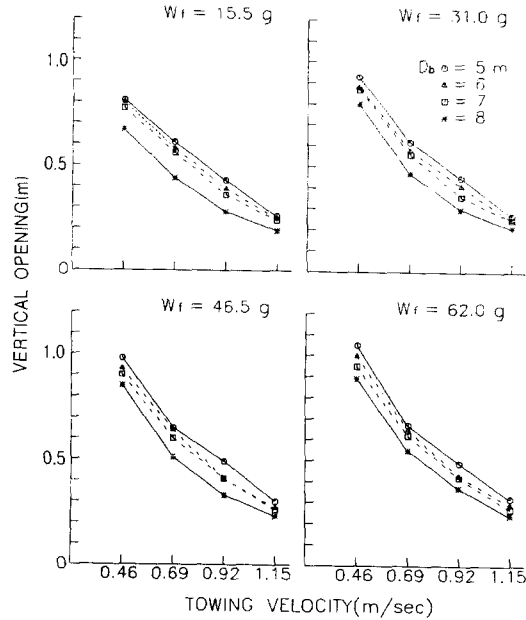 Wf = 15.5 g
Wf = 31.0 g
Db ⊙ = 5 m
▲ = 6
⊡ = 7
✶ = 8
1.0
0.5
0
VERTICAL OPENING(m)
Wf = 46.5 g
Wf = 62.0 g
1.0
0.5
0
0.46 0.69 0.92 1.15
0.46 0.69 0.92 1.15
TOWING VELOCITY(m/sec)